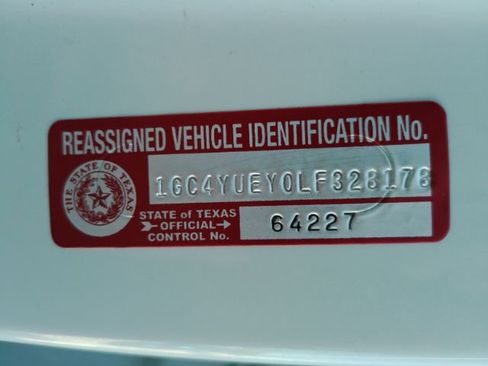 REASSIGNED VEHICLE IDENTIFICATION No.
THE STATE OF TEXAS
1GC4YUEY0LF328178
STATE of TEXAS
OFFICIAL
CONTROL No.
64227